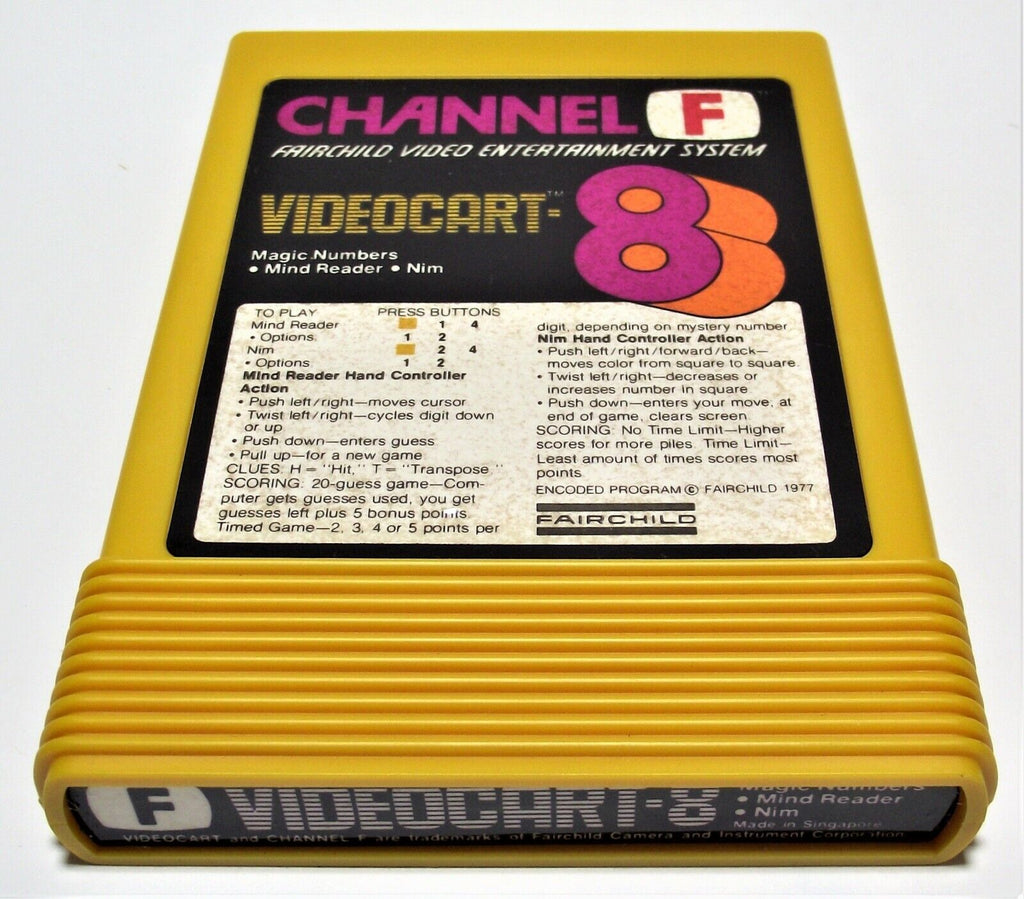 CHANNEL F™
FAIRCHILD VIDEO ENTERTAINMENT SYSTEM
VIDEOCART-™ 8
Magic Numbers
• Mind Reader • Nim
TO PLAY PRESS BUTTONS
Mind Reader 1 4
• Options 1 2
Nim 2 4
• Options 1 2
Mind Reader Hand Controller
Action
• Push left/right—moves cursor
• Twist left/right—cycles digit down
or up
• Push down—enters guess
• Pull up—for a new game
CLUES: H = "Hit," T = "Transpose."
SCORING: 20-guess game—Com-
puter gets guesses used, you get
guesses left plus 5 bonus points.
Timed Game—2, 3, 4 or 5 points per
digit, depending on mystery number
Nim Hand Controller Action
• Push left/right/forward/back—
moves color from square to square.
• Twist left/right—decreases or
increases number in square
• Push down—enters your move, at
end of game, clears screen.
SCORING: No Time Limit—Higher
scores for more piles. Time Limit—
Least amount of times scores most
points.
ENCODED PROGRAM © FAIRCHILD 1977
FAIRCHILD
F VIDEOCART-8
Magic Numbers
• Mind Reader
• Nim
Made in Singapore
VIDEOCART and CHANNEL F are trademarks of Fairchild Camera and Instrument Corporation